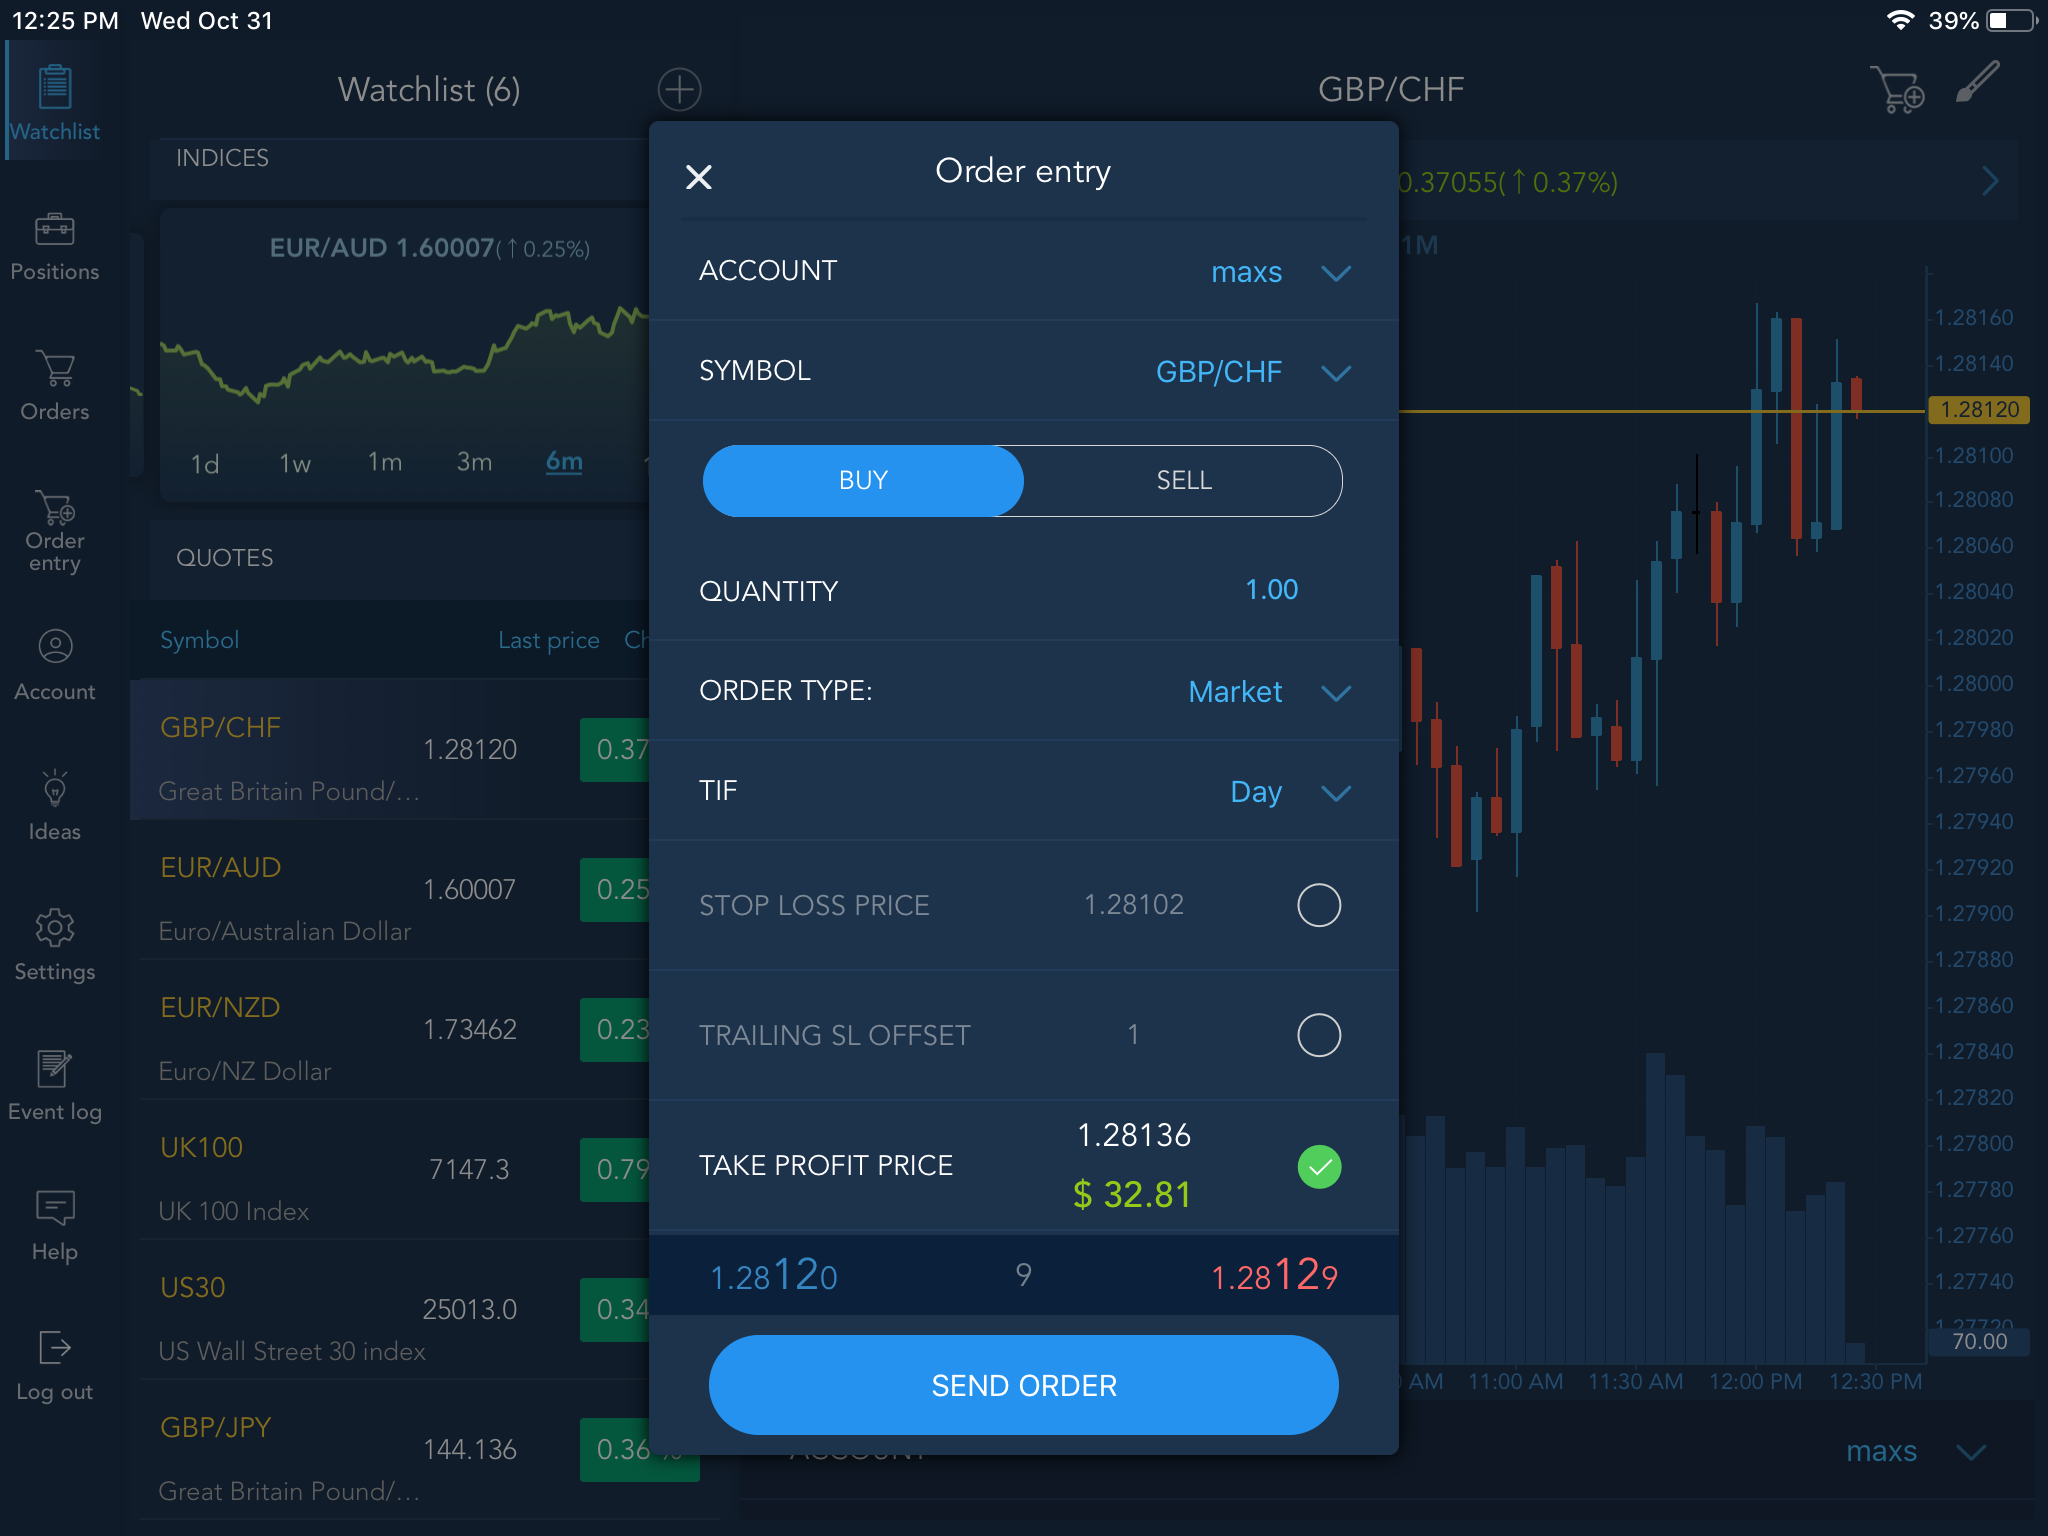 12:25 PM Wed Oct 31
39%
Watchlist
Positions
Orders
Order
entry
Account
Ideas
Settings
Event log
Help
Log out
Watchlist (6)
INDICES
EUR/AUD 1.60007(↑0.25%)
1d 1w 1m 3m 6m
QUOTES
Symbol Last price
GBP/CHF
1.28120 0.37
Great Britain Pound/...
EUR/AUD
1.60007 0.25
Euro/Australian Dollar
EUR/NZD
1.73462 0.23
Euro/NZ Dollar
UK100
7147.3 0.79
UK 100 Index
US30
25013.0 0.34
US Wall Street 30 index
GBP/JPY
144.136 0.36
Great Britain Pound/...
Order entry
ACCOUNT maxs
SYMBOL GBP/CHF
BUY SELL
QUANTITY 1.00
ORDER TYPE: Market
TIF Day
STOP LOSS PRICE 1.28102
TRAILING SL OFFSET 1
TAKE PROFIT PRICE 1.28136
$ 32.81
1.28120 9 1.28129
SEND ORDER
GBP/CHF
0.37055(↑0.37%)
1M
1.28160
1.28140
1.28120
1.28100
1.28080
1.28060
1.28040
1.28020
1.28000
1.27980
1.27960
1.27940
1.27920
1.27900
1.27880
1.27860
1.27840
1.27820
1.27800
1.27780
1.27760
1.27740
1.27720
70.00
AM 11:00 AM 11:30 AM 12:00 PM 12:30 PM
ACCOUNT maxs